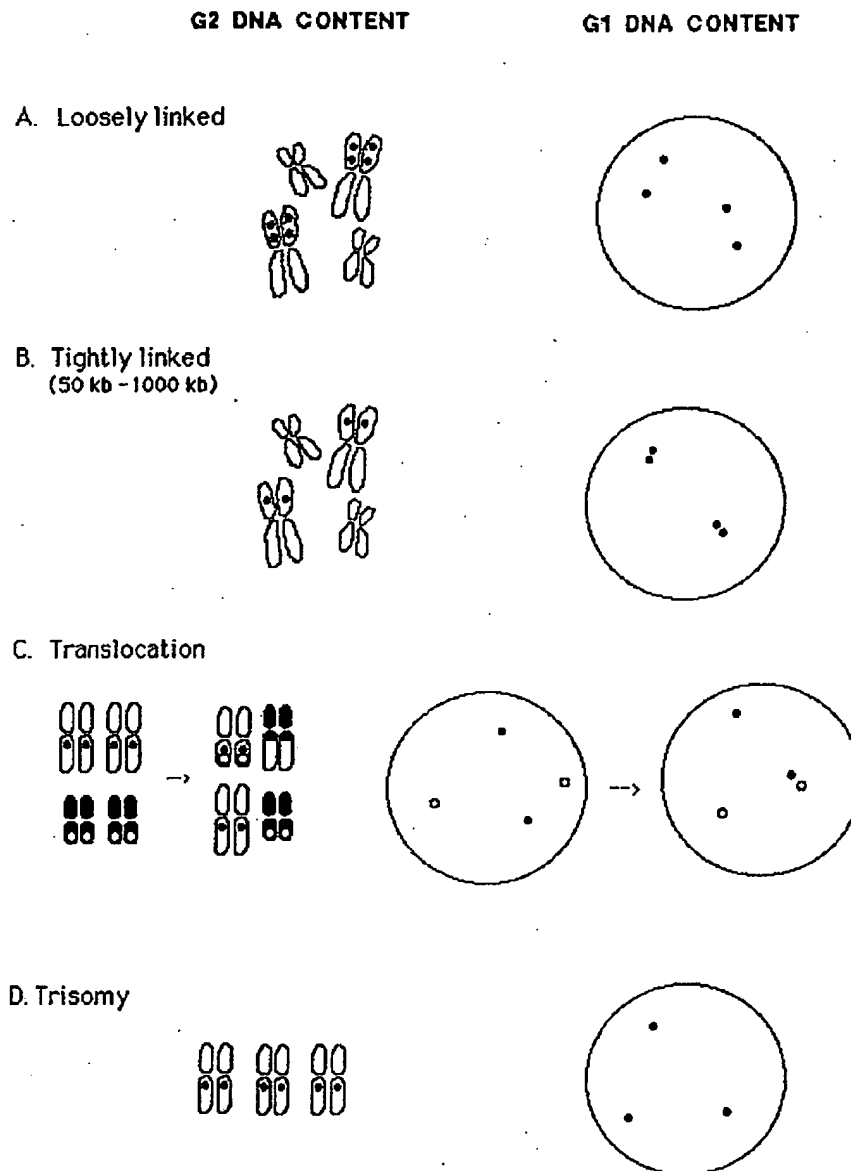 G2 DNA CONTENT
G1 DNA CONTENT
A. Loosely linked
B. Tightly linked
(50 kb - 1000 kb)
C. Translocation
D. Trisomy